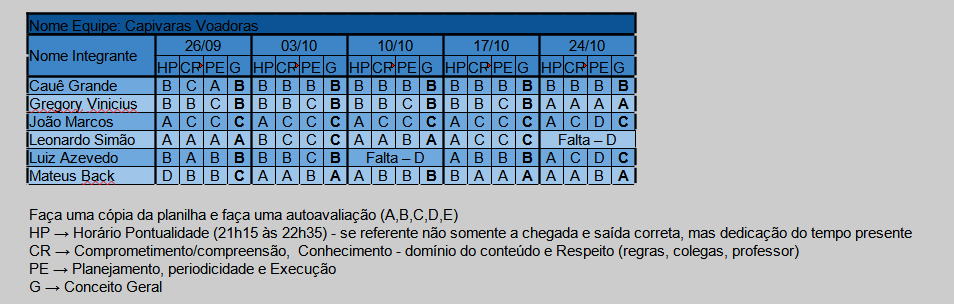 Nome Equipe: Capivaras Voadoras
Nome Integrante 26/09 03/10 10/10 17/10 24/10
HP CR PE G HP CR PE G HP CR PE G HP CR PE G HP CR PE G
Cauê Grande B C A B B B B B B B B B B B B B B B B B
Gregory Vinicius B B C B B B C B B B C B B B C B A A A A
João Marcos A C C C A C C C A C C C A C C C A C D C
Leonardo Simão A A A A B C C C A A B A A C C C Falta – D
Luiz Azevedo B A B B B B C B Falta – D A B B B A C D C
Mateus Back D B B C A A B A A B B B B A A A A A B A
Faça uma cópia da planilha e faça uma autoavaliação (A,B,C,D,E)
HP → Horário Pontualidade (21h15 às 22h35) - se referente não somente a chegada e saída correta, mas dedicação do tempo presente
CR → Comprometimento/compreensão, Conhecimento - domínio do conteúdo e Respeito (regras, colegas, professor)
PE → Planejamento, periodicidade e Execução
G → Conceito Geral